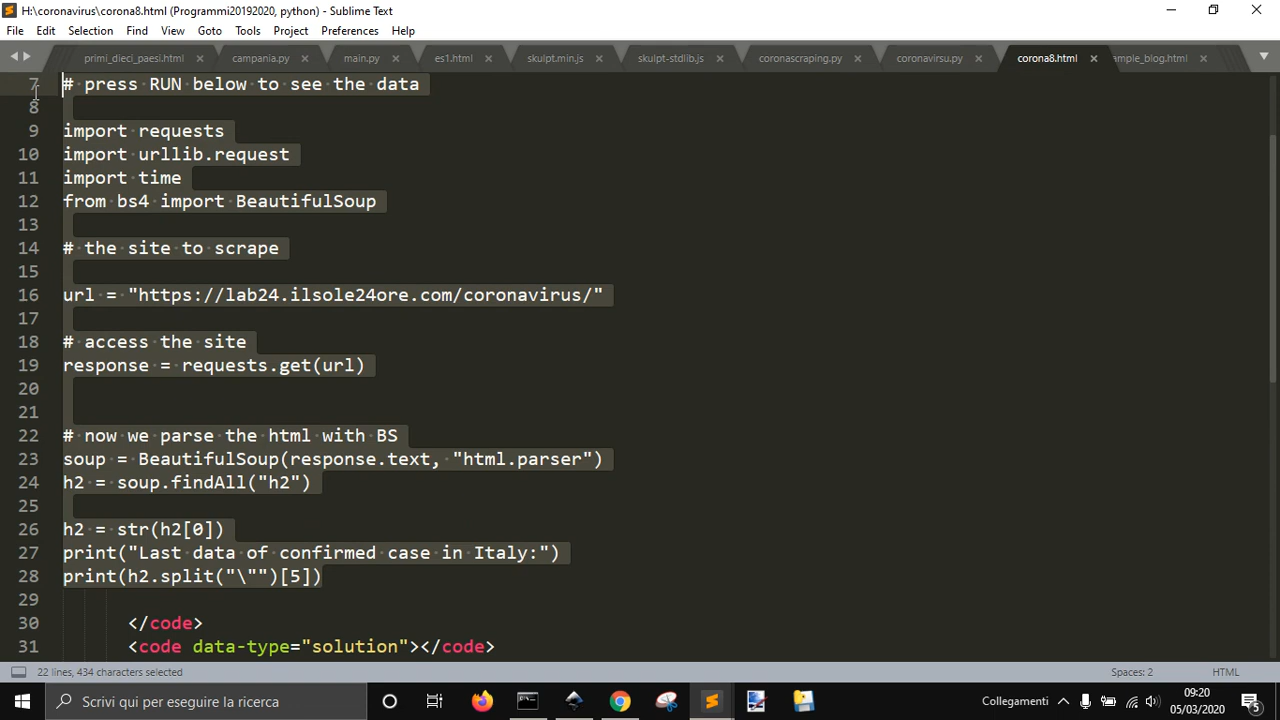 H:\coronavirus\corona8.html (Programmi20192020, python) - Sublime Text
File Edit Selection Find View Goto Tools Project Preferences Help
primi_dieci_paesi.html campania.py main.py es1.html skulpt.min.js skulpt-stdlib.js coronascraping.py coronavirsu.py corona8.html ample_blog.html
7 # press RUN below to see the data
8
9 import requests
10 import urllib.request
11 import time
12 from bs4 import BeautifulSoup
13
14 # the site to scrape
15
16 url = "https://lab24.ilsole24ore.com/coronavirus/"
17
18 # access the site
19 response = requests.get(url)
20
21
22 # now we parse the html with BS
23 soup = BeautifulSoup(response.text, "html.parser")
24 h2 = soup.findAll("h2")
25
26 h2 = str(h2[0])
27 print("Last data of confirmed case in Italy:")
28 print(h2.split("\"")[5])
29
30 </code>
31 <code data-type="solution"></code>
22 lines, 434 characters selected Spaces: 2 HTML
Scrivi qui per eseguire la ricerca Collegamenti 09:20
05/03/2020 5